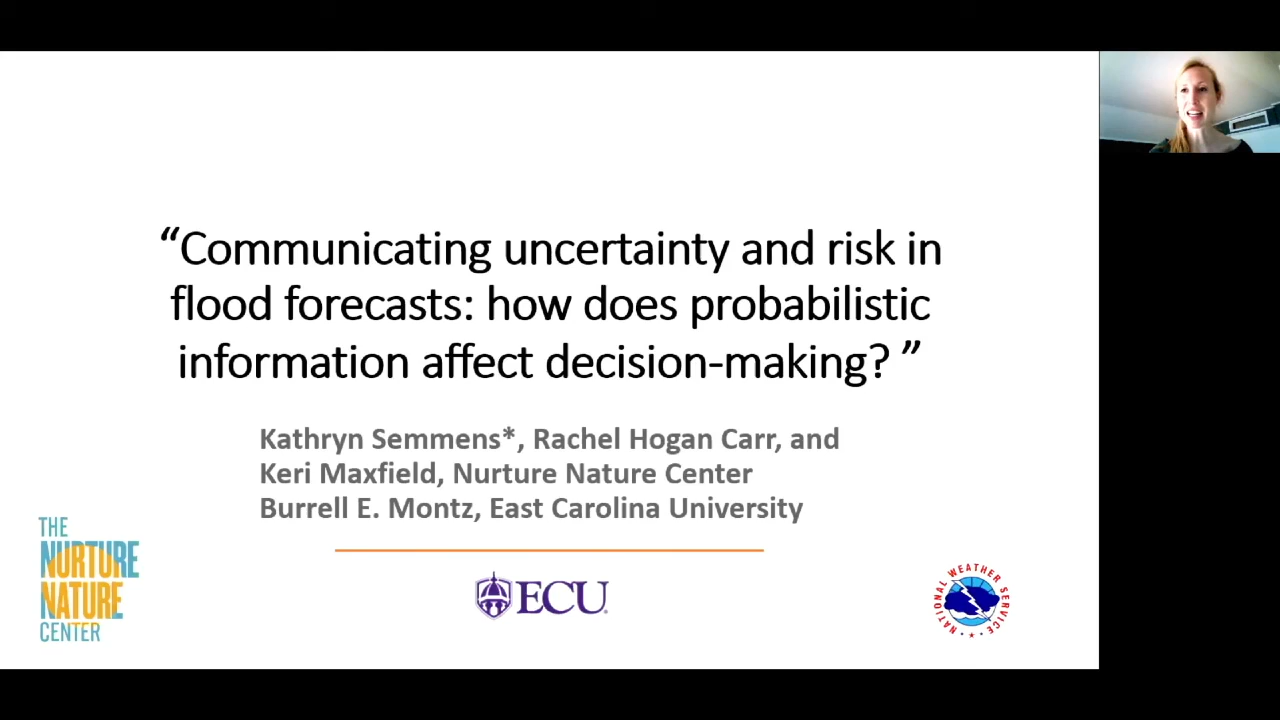 “Communicating uncertainty and risk in
flood forecasts: how does probabilistic
information affect decision-making? ”
Kathryn Semmens*, Rachel Hogan Carr, and
Keri Maxfield, Nurture Nature Center
Burrell E. Montz, East Carolina University
THE
NURTURE
NATURE
CENTER
ECU
NATIONAL WEATHER SERVICE